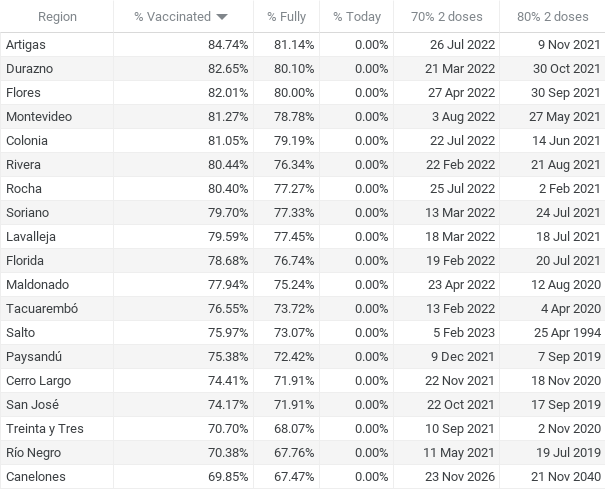 Region % Vaccinated % Fully % Today 70% 2 doses 80% 2 doses
Artigas 84.74% 81.14% 0.00% 26 Jul 2022 9 Nov 2021
Durazno 82.65% 80.10% 0.00% 21 Mar 2022 30 Oct 2021
Flores 82.01% 80.00% 0.00% 27 Apr 2022 30 Sep 2021
Montevideo 81.27% 78.78% 0.00% 3 Aug 2022 27 May 2021
Colonia 81.05% 79.19% 0.00% 22 Jul 2022 14 Jun 2021
Rivera 80.44% 76.34% 0.00% 22 Feb 2022 21 Aug 2021
Rocha 80.40% 77.27% 0.00% 25 Jul 2022 2 Feb 2021
Soriano 79.70% 77.33% 0.00% 13 Mar 2022 24 Jul 2021
Lavalleja 79.59% 77.45% 0.00% 18 Mar 2022 18 Jul 2021
Florida 78.68% 76.74% 0.00% 19 Feb 2022 20 Jul 2021
Maldonado 77.94% 75.24% 0.00% 23 Apr 2022 12 Aug 2020
Tacuarembó 76.55% 73.72% 0.00% 13 Feb 2022 4 Apr 2020
Salto 75.97% 73.07% 0.00% 5 Feb 2023 25 Apr 1994
Paysandú 75.38% 72.42% 0.00% 9 Dec 2021 7 Sep 2019
Cerro Largo 74.41% 71.91% 0.00% 22 Nov 2021 18 Nov 2020
San José 74.17% 71.91% 0.00% 22 Oct 2021 17 Sep 2019
Treinta y Tres 70.70% 68.07% 0.00% 10 Sep 2021 2 Nov 2020
Río Negro 70.38% 67.76% 0.00% 11 May 2021 19 Jul 2019
Canelones 69.85% 67.47% 0.00% 23 Nov 2026 21 Nov 2040